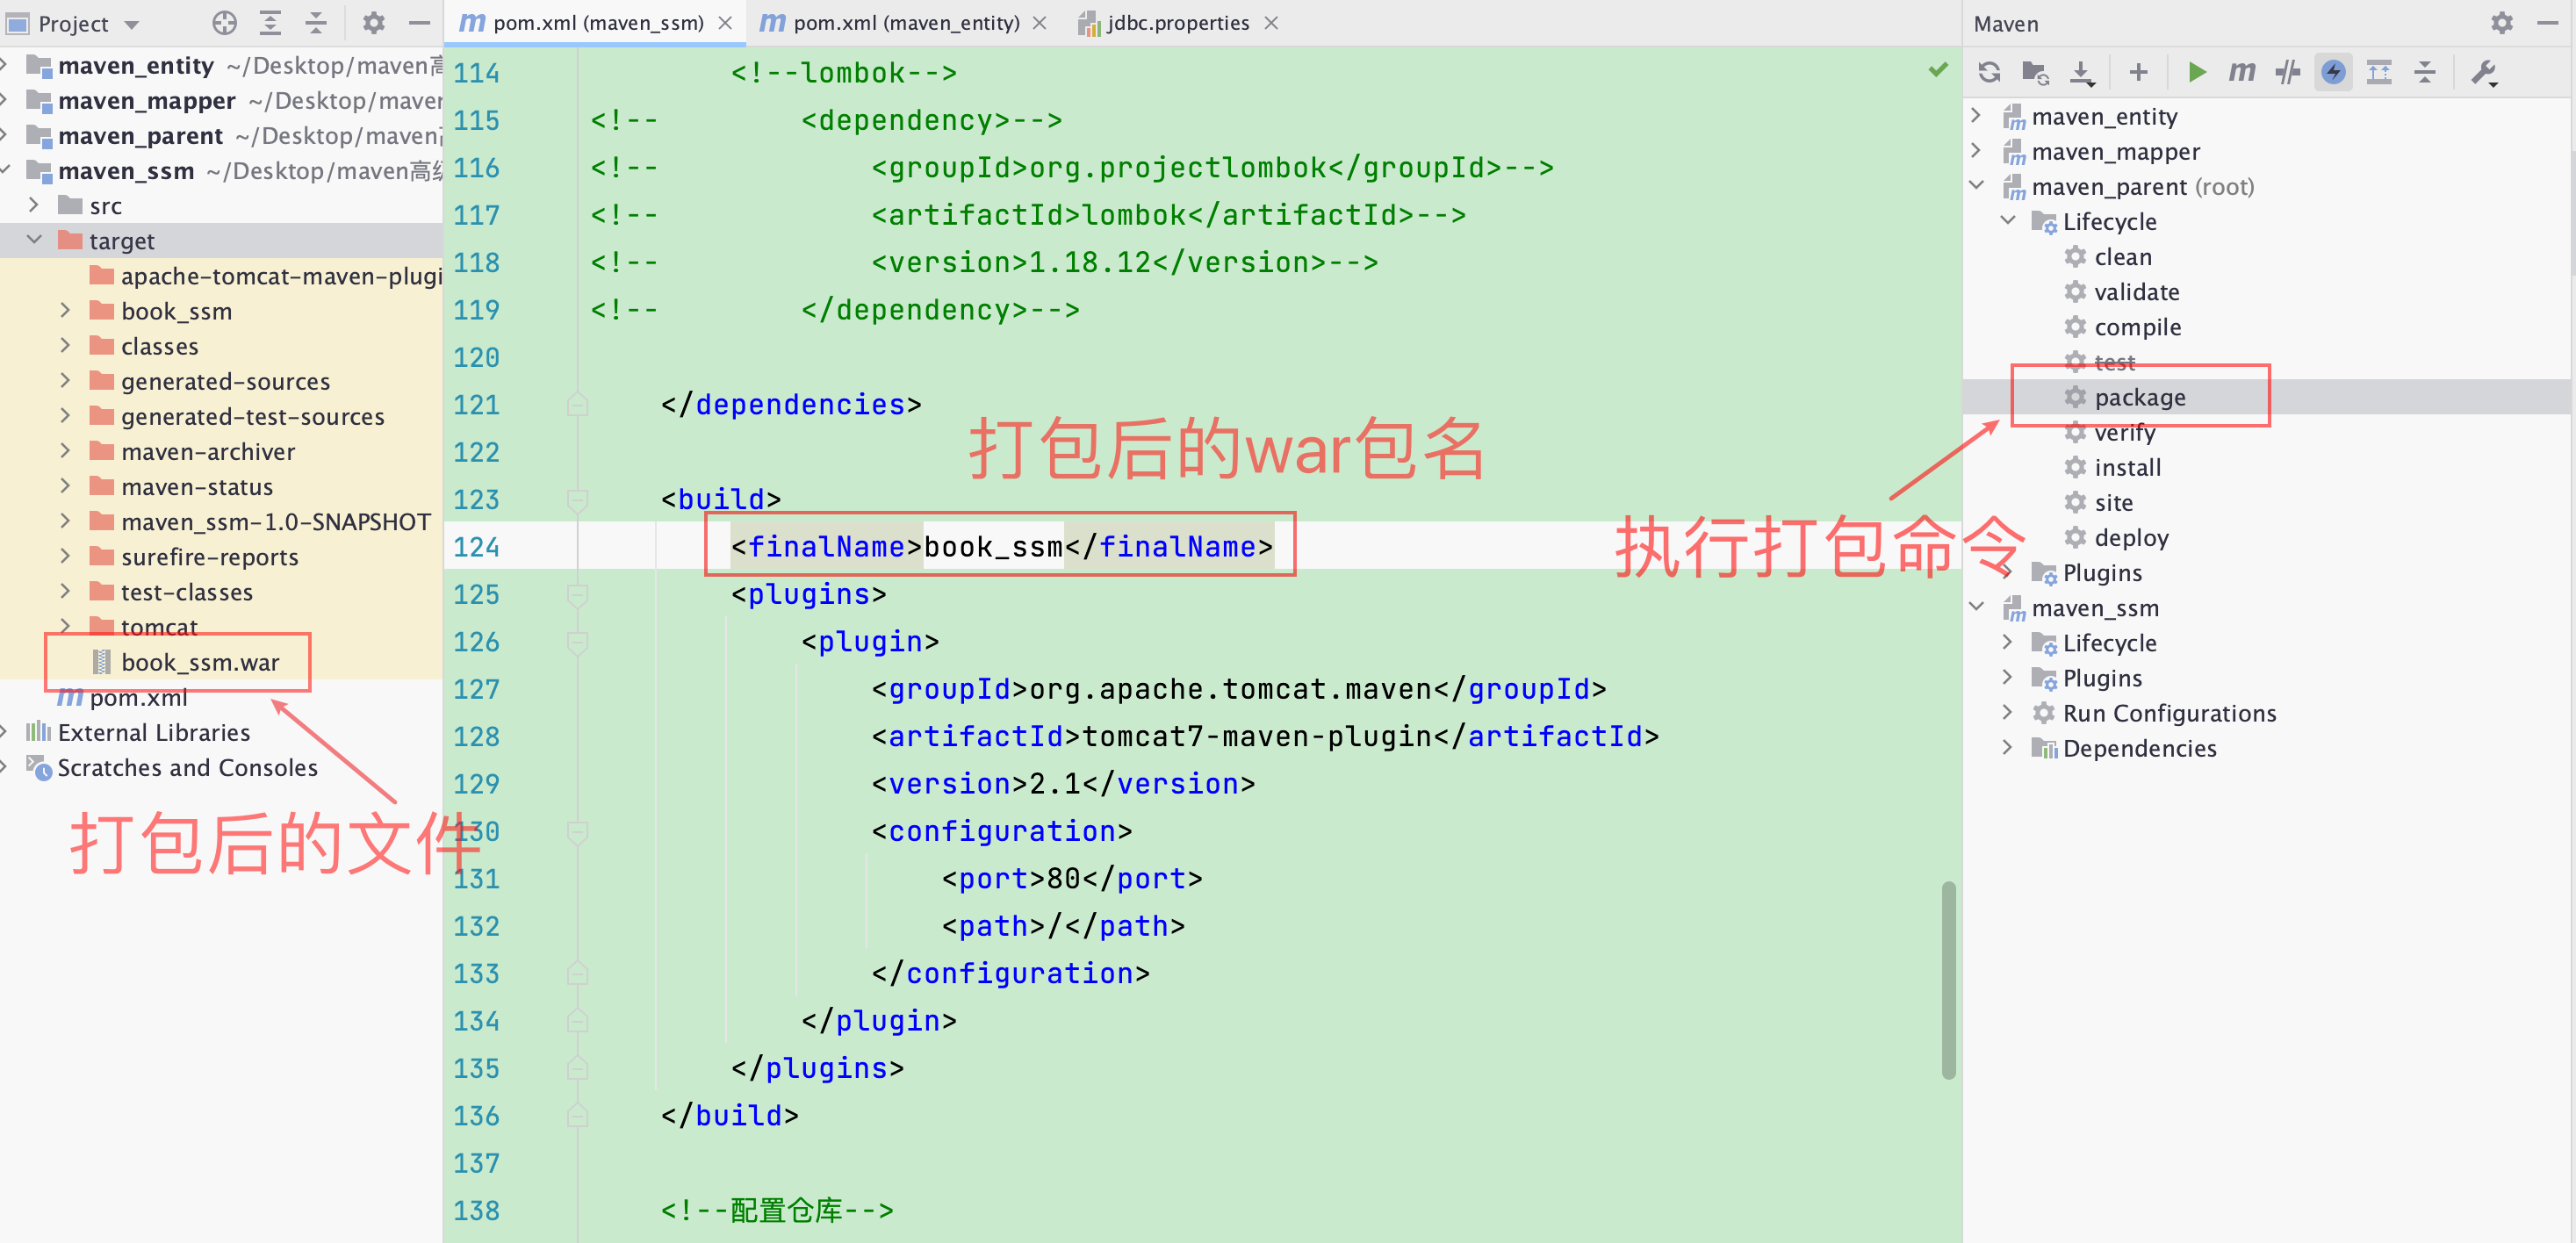 Project
maven_entity ~/Desktop/maven高
maven_mapper ~/Desktop/maven
maven_parent ~/Desktop/maven高
maven_ssm ~/Desktop/maven高级
src
target
apache-tomcat-maven-plugi
book_ssm
classes
generated-sources
generated-test-sources
maven-archiver
maven-status
maven_ssm-1.0-SNAPSHOT
surefire-reports
test-classes
tomcat
book_ssm.war
pom.xml
External Libraries
Scratches and Consoles
打包后的文件
pom.xml (maven_ssm)
pom.xml (maven_entity)
jdbc.properties
114 <!--lombok-->
115 <!-- <dependency>-->
116 <!-- <groupId>org.projectlombok</groupId>-->
117 <!-- <artifactId>lombok</artifactId>-->
118 <!-- <version>1.18.12</version>-->
119 <!-- </dependency>-->
120
121 </dependencies>
打包后的war包名
122
123 <build>
124 <finalName>book_ssm</finalName>
125 <plugins>
126 <plugin>
127 <groupId>org.apache.tomcat.maven</groupId>
128 <artifactId>tomcat7-maven-plugin</artifactId>
129 <version>2.1</version>
130 <configuration>
131 <port>80</port>
132 <path>/</path>
133 </configuration>
134 </plugin>
135 </plugins>
136 </build>
137
138 <!--配置仓库-->
执行打包命令
Maven
maven_entity
maven_mapper
maven_parent (root)
Lifecycle
clean
validate
compile
test
package
verify
install
site
deploy
Plugins
maven_ssm
Lifecycle
Plugins
Run Configurations
Dependencies